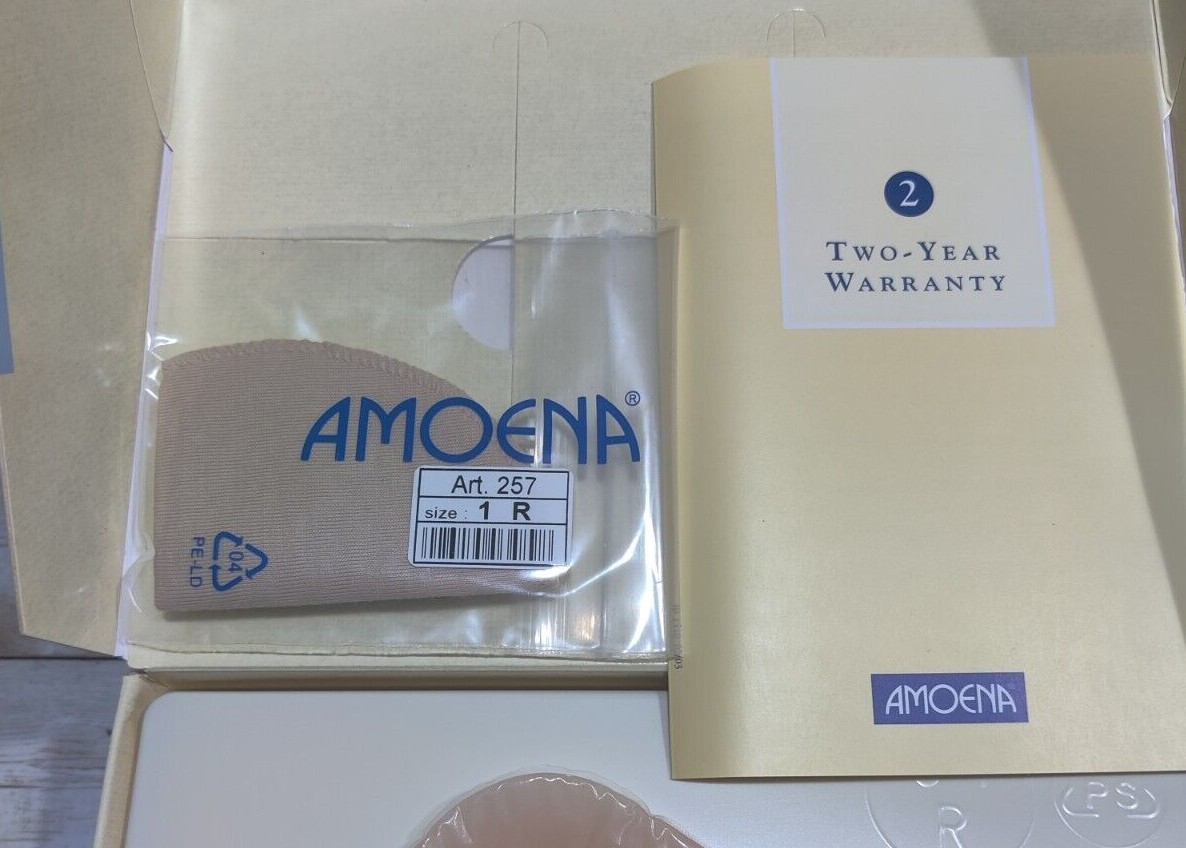 2
TWO-YEAR
WARRANTY
AMOENA®
Art. 257
size : 1 R
04
PE-LD
AMOENA
R
PS